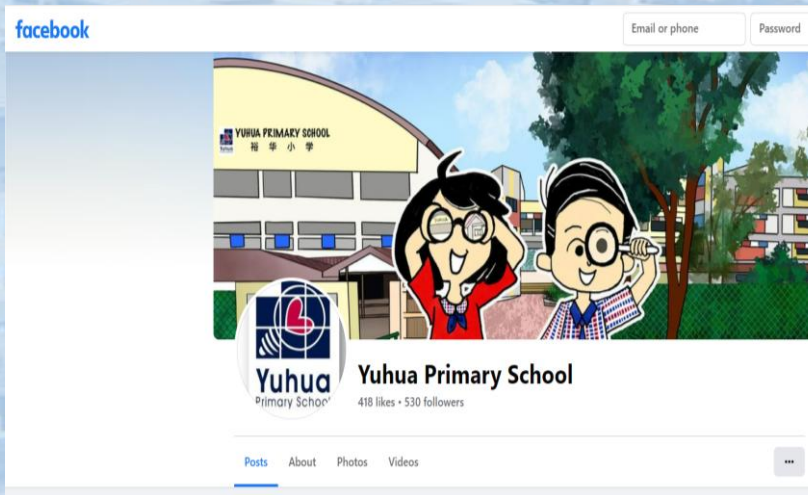 facebook
Email or phone
Password
YUHUA PRIMARY SCHOOL
裕 华 小 学
Yuhua
Primary School
Yuhua Primary School
418 likes • 530 followers
Posts About Photos Videos